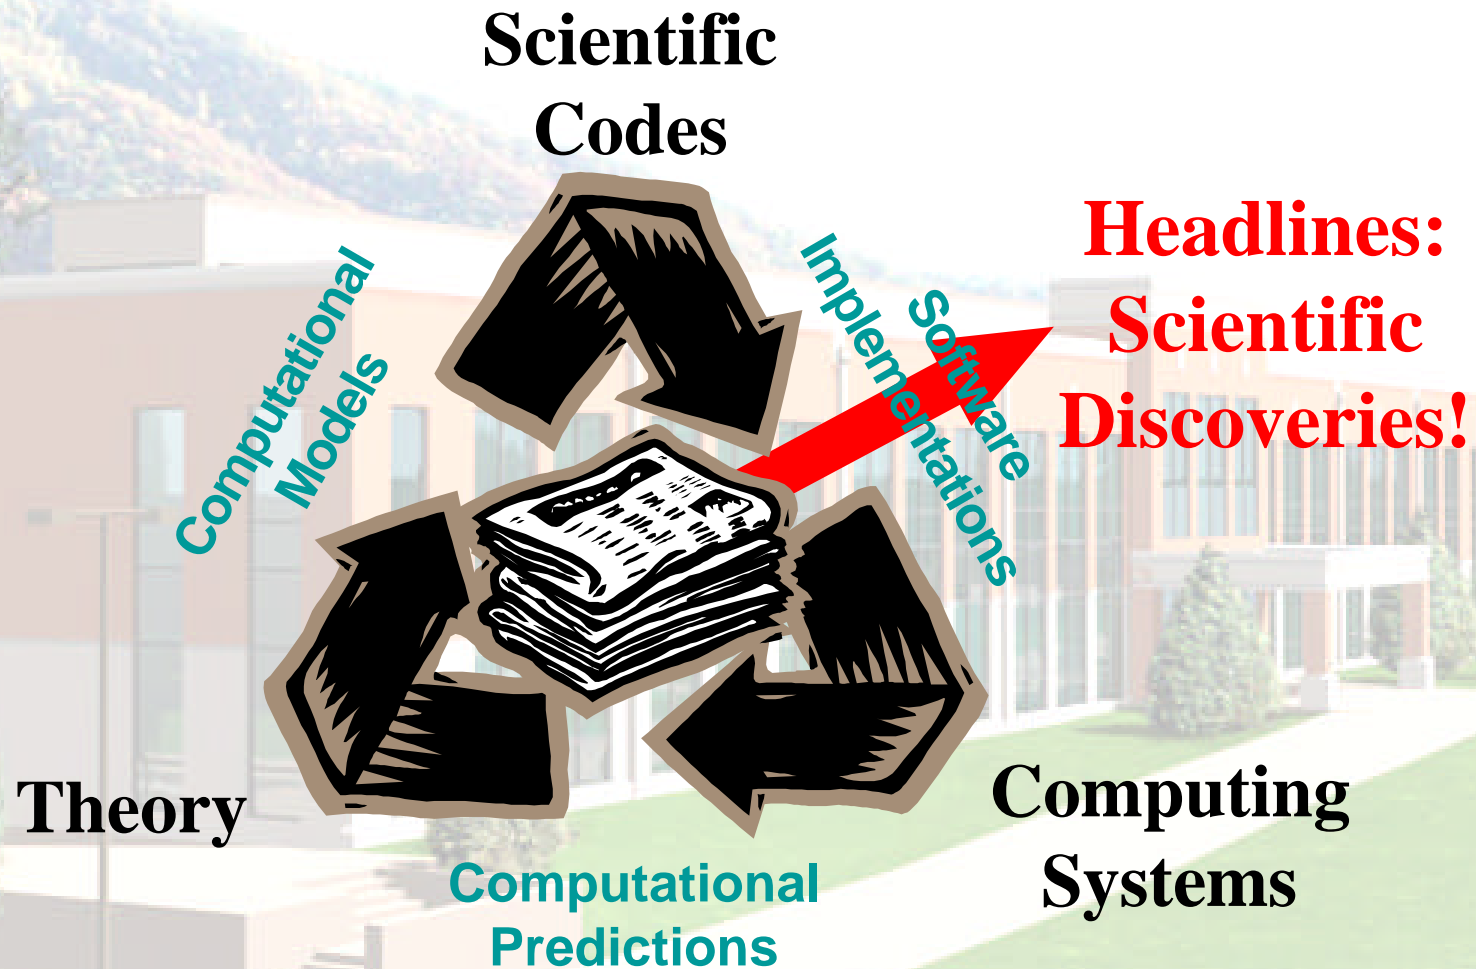 Scientific
Codes
Headlines:
Scientific
Discoveries!
Computational
Models
Software
Implementations
Theory
Computing
Systems
Computational
Predictions